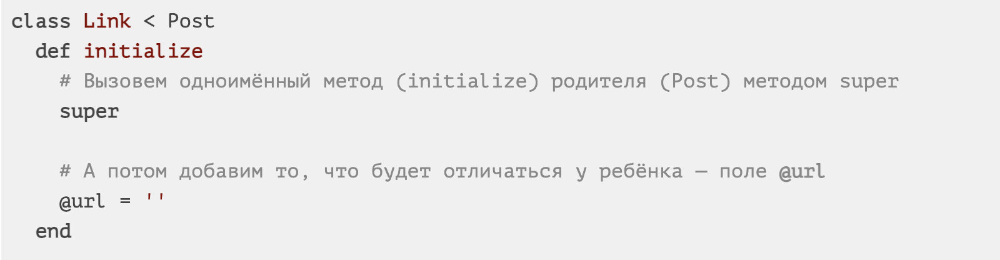 class Link < Post
def initialize
# Вызовем одноимённый метод (initialize) родителя (Post) методом super
super
# А потом добавим то, что будет отличаться у ребёнка — поле @url
@url = ''
end